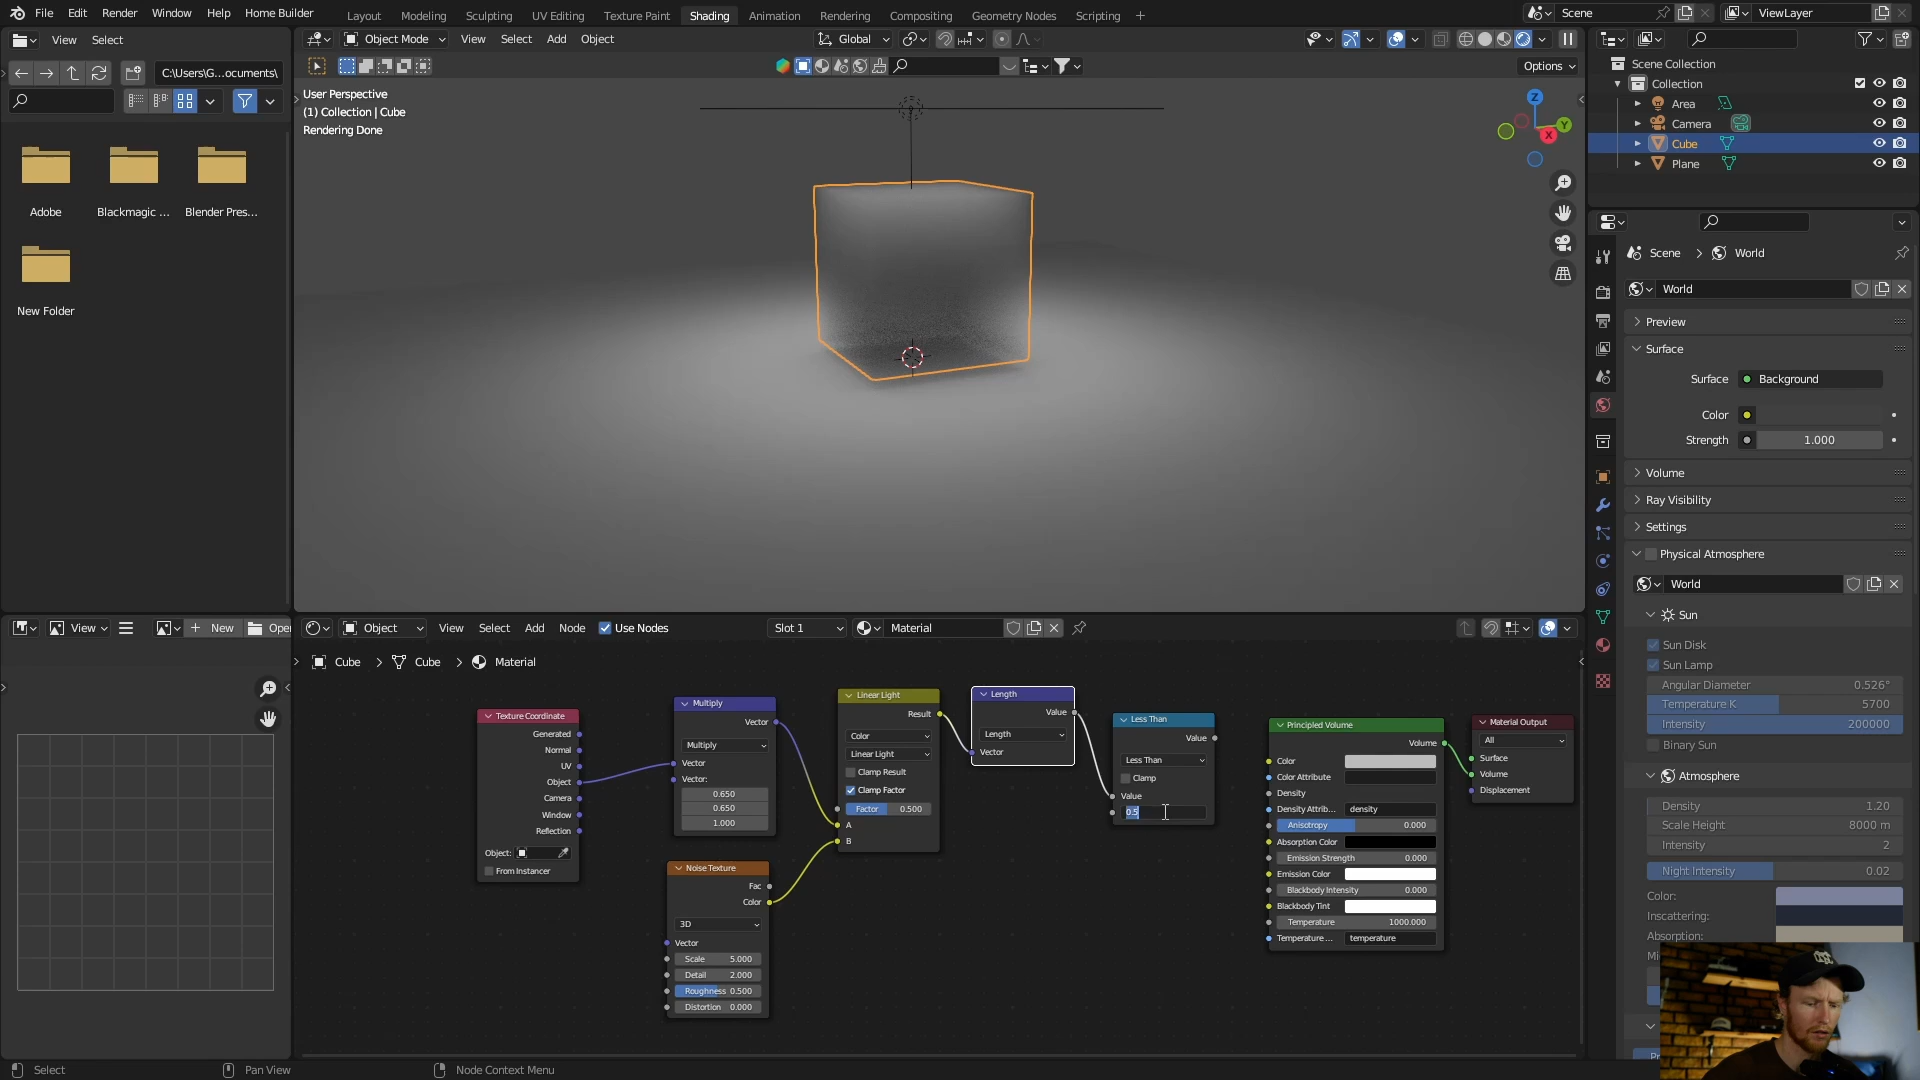 File Edit Render Window Help Home Builder
Layout Modeling Sculpting UV Editing Texture Paint Shading Animation Rendering Compositing Geometry Nodes Scripting +
Scene
ViewLayer
View Select
Object Mode View Select Add Object
Global
C:\Users\G...ocuments\
Options
Adobe
Blackmagic ...
Blender Pres...
New Folder
User Perspective
(1) Collection | Cube
Rendering Done
Z
Y
X
Scene Collection
Collection
Area
Camera
Cube
Plane
Scene > World
World
Preview
Surface
Surface Background
Color
Strength 1.000
Volume
Ray Visibility
Settings
Physical Atmosphere
World
Sun
Sun Disk
Sun Lamp
Angular Diameter 0.526°
Temperature K 5700
Intensity 200000
Binary Sun
Atmosphere
Density 1.20
Scale Height 8000 m
Intensity 2
Night Intensity 0.02
Color:
Inscattering:
Absorption:
View + New Ope
Object View Select Add Node Use Nodes Slot 1 Material
Cube > Cube > Material
Texture Coordinate
Generated
Normal
UV
Object
Camera
Window
Reflection
Object:
From Instancer
Multiply
Vector
Multiply
Vector
Vector:
0.650
0.650
1.000
Noise Texture
Fac
Color
3D
Vector
Scale 5.000
Detail 2.000
Roughness 0.500
Distortion 0.000
Linear Light
Result
Color
Linear Light
Clamp Result
Clamp Factor
Factor 0.500
A
B
Length
Value
Length
Vector
Less Than
Value
Less Than
Clamp
Value
0.5
Principled Volume
Volume
Color
Color Attribute
Density
Density Attrib... density
Anisotropy 0.000
Absorption Color
Emission Strength 0.000
Emission Color
Blackbody Intensity 0.000
Blackbody Tint
Temperature 1000.000
Temperature ... temperature
Material Output
All
Surface
Volume
Displacement
Select Pan View Node Context Menu